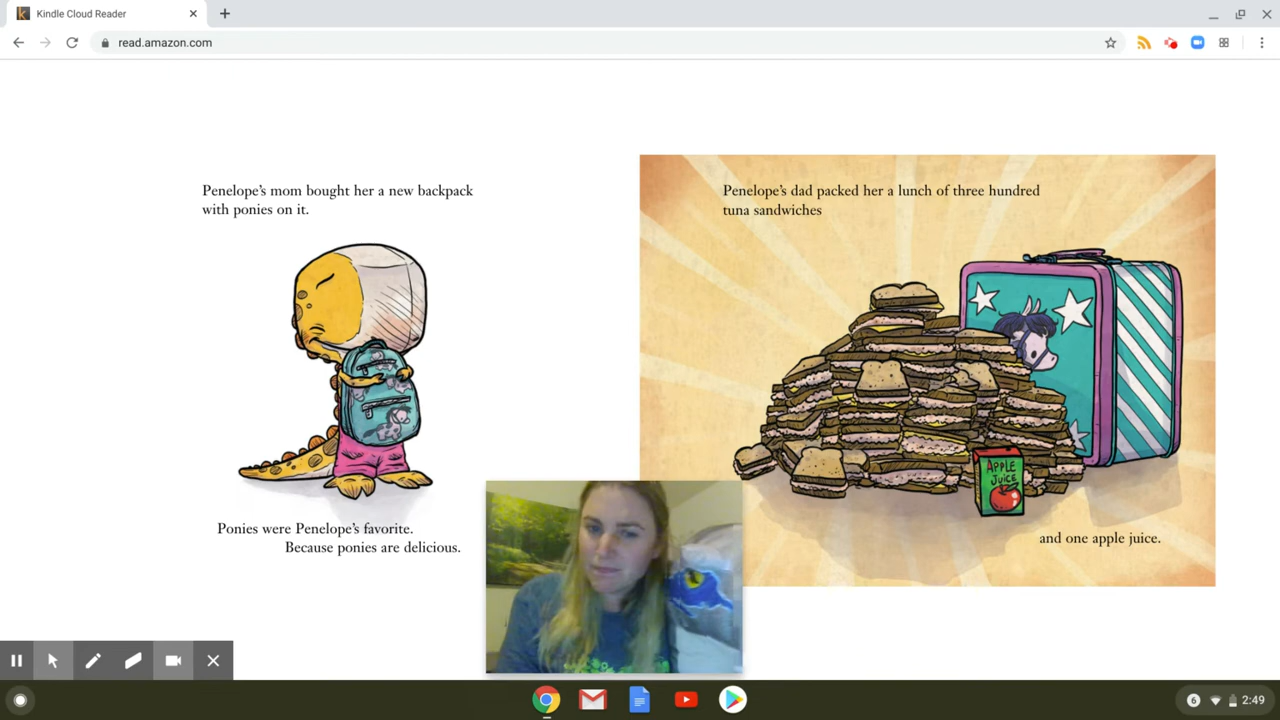 Kindle Cloud Reader
read.amazon.com
Penelope's mom bought her a new backpack
with ponies on it.
Ponies were Penelope's favorite.
Because ponies are delicious.
Penelope's dad packed her a lunch of three hundred
tuna sandwiches
APPLE
JUICE
and one apple juice.
6
2:49